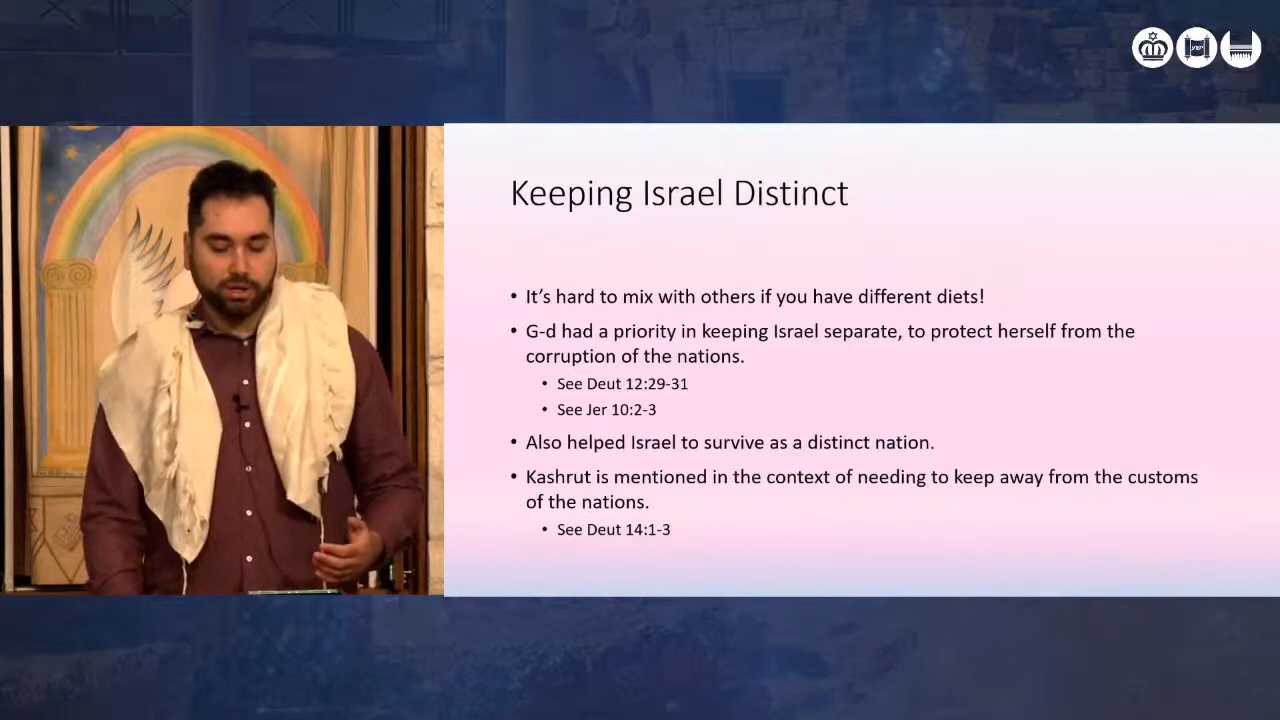 Keeping Israel Distinct
• It's hard to mix with others if you have different diets!
• G-d had a priority in keeping Israel separate, to protect herself from the
corruption of the nations.
• See Deut 12:29-31
• See Jer 10:2-3
• Also helped Israel to survive as a distinct nation.
• Kashrut is mentioned in the context of needing to keep away from the customs
of the nations.
• See Deut 14:1-3